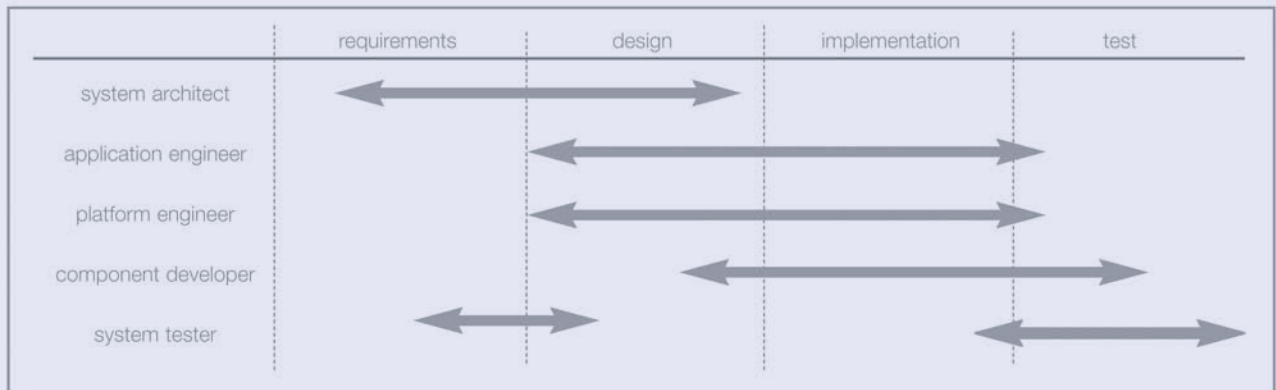 requirements design implementation test
system architect
application engineer
platform engineer
component developer
system tester